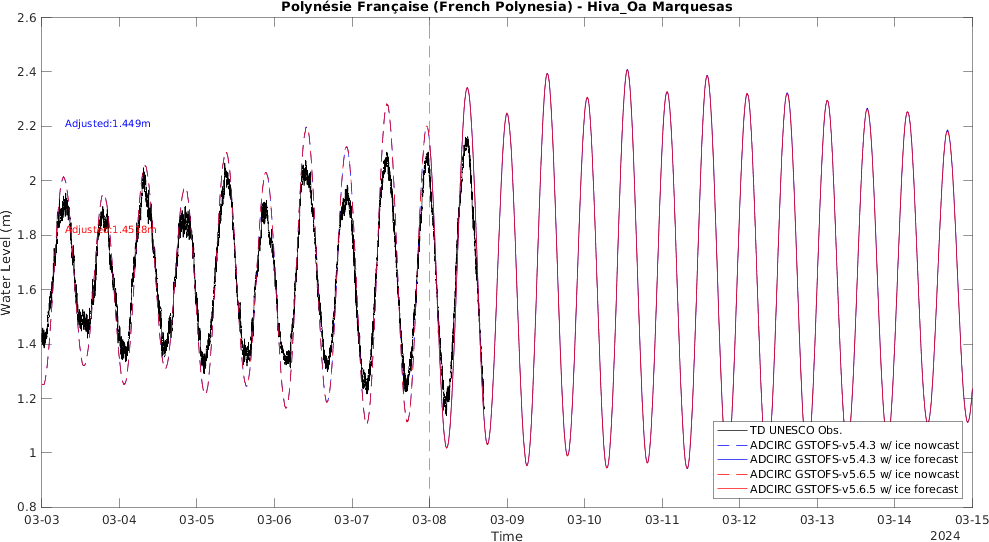 Polynésie Française (French Polynesia) - Hiva_Oa Marquesas
2.6
2.4
2.2
2
1.8
1.6
1.4
1.2
1
0.8
Water Level (m)
Adjusted:1.449m
TD UNESCO Obs.
ADCIRC GSTOFS-v5.4.3 w/ ice nowcast
ADCIRC GSTOFS-v5.4.3 w/ ice forecast
ADCIRC GSTOFS-v5.6.5 w/ ice nowcast
ADCIRC GSTOFS-v5.6.5 w/ ice forecast
03-03 03-04 03-05 03-06 03-07 03-08 03-09 03-10 03-11 03-12 03-13 03-14 03-15
Time
2024